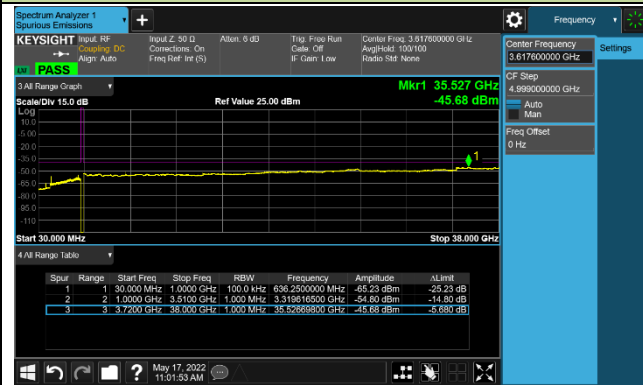 Spectrum Analyzer 1
Spurious Emissions
Frequency
KEYSIGHT
Input: RF
Coupling: DC
Align: Auto
Input Z: 50 Ω
Corrections: On
Freq Ref: Int (S)
Atten: 6 dB
Trig: Free Run
Gate: Off
IF Gain: Low
Center Freq: 3.617600000 GHz
Avg|Hold: 100/100
Radio Std: None
PASS
Center Frequency
3.617600000 GHz
Settings
CF Step
4.999000000 GHz
Auto
Man
Freq Offset
0 Hz
3 All Range Graph
Mkr1 35.527 GHz
-45.68 dBm
Scale/Div 15.0 dB
Ref Value 25.00 dBm
Log
10.0
-5.00
-20.0
-35.0
-50.0
-65.0
-80.0
-95.0
-110
1
Start 30.000 MHz
Stop 38.000 GHz
4 All Range Table
Spur Range Start Freq Stop Freq RBW Frequency Amplitude ΔLimit
1 1 30.000 MHz 1.0000 GHz 100.0 kHz 636.2500000 MHz -65.23 dBm -25.23 dB
2 2 1.0000 GHz 3.5100 GHz 1.000 MHz 3.319616500 GHz -54.80 dBm -14.80 dB
3 3 3.7200 GHz 38.000 GHz 1.000 MHz 35.52669800 GHz -45.68 dBm -5.680 dB
May 17, 2022
11:01:53 AM